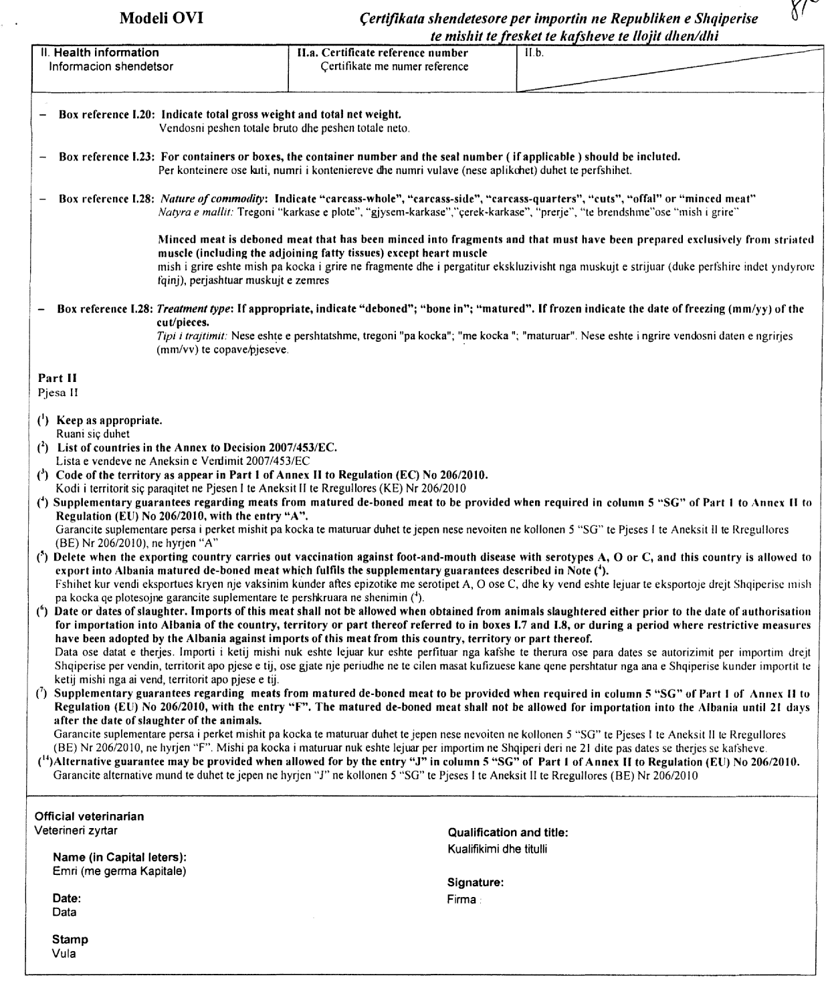 Modeli OVI
Çertifikata shendetesore per importin ne Republiken e Shqiperise
te mishit te fresket te kafsheve te llojit dhen/dhi
II. Health information
Informacion shendetsor
II.a. Certificate reference number
Çertifikate me numer reference
II.b.
– Box reference I.20: Indicate total gross weight and total net weight.
Vendosni peshen totale bruto dhe peshen totale neto.
– Box reference I.23: For containers or boxes, the container number and the seal number ( if applicable ) should be incluted.
Per konteinere ose kuti, numri i konteniereve dhe numri vulave (nese aplikohet) duhet te perfshihet.
– Box reference I.28: Nature of commodity: Indicate “carcass-whole”, “carcass-side”, “carcass-quarters”, “cuts”, “offal” or “minced meat”
Natyra e mallit: Tregoni “karkase e plote”, “gjysem-karkase”,”çerek-karkase”, “prerje”, “te brendshme”ose “mish i grire”
Minced meat is deboned meat that has been minced into fragments and that must have been prepared exclusively from striated
muscle (including the adjoining fatty tissues) except heart muscle
mish i grire eshte mish pa kocka i grire ne fragmente dhe i pergatitur ekskluzivisht nga muskujt e strijuar (duke perfshire indet yndyrore
fqinj), perjashtuar muskujt e zemres
– Box reference I.28: Treatment type: If appropriate, indicate “deboned”; “bone in”; “matured”. If frozen indicate the date of freezing (mm/yy) of the
cut/pieces.
Tipi i trajtimit: Nese eshte e pershtatshme, tregoni "pa kocka"; "me kocka "; "maturuar". Nese eshte i ngrire vendosni daten e ngrirjes
(mm/vv) te copave/pjeseve.
Part II
Pjesa II
(1) Keep as appropriate.
Ruani siç duhet
(2) List of countries in the Annex to Decision 2007/453/EC.
Lista e vendeve ne Aneksin e Vendimit 2007/453/EC
(3) Code of the territory as appear in Part 1 of Annex II to Regulation (EC) No 206/2010.
Kodi i territorit siç paraqitet ne Pjesen I te Aneksit II te Rregullores (KE) Nr 206/2010
(4) Supplementary guarantees regarding meats from matured de-boned meat to be provided when required in column 5 “SG” of Part 1 to Annex II to
Regulation (EU) No 206/2010, with the entry “A”.
Garancite suplementare persa i perket mishit pa kocka te maturuar duhet te jepen nese nevoiten ne kollonen 5 “SG” te Pjeses I te Aneksit II te Rregullores
(BE) Nr 206/2010), ne hyrjen “A”
(5) Delete when the exporting country carries out vaccination against foot-and-mouth disease with serotypes A, O or C, and this country is allowed to
export into Albania matured de-boned meat which fulfils the supplementary guarantees described in Note (4).
Fshihet kur vendi eksportues kryen nje vaksinim kunder aftes epizotike me serotipet A, O ose C, dhe ky vend eshte lejuar te eksportoje drejt Shqiperise mish
pa kocka qe plotesojne garancite suplementare te pershkruara ne shenimin (4).
(6) Date or dates of slaughter. Imports of this meat shall not be allowed when obtained from animals slaughtered either prior to the date of authorisation
for importation into Albania of the country, territory or part thereof referred to in boxes I.7 and I.8, or during a period where restrictive measures
have been adopted by the Albania against imports of this meat from this country, territory or part thereof.
Data ose datat e therjes. Importi i ketij mishi nuk eshte lejuar kur eshte perfituar nga kafshe te therura ose para dates se autorizimit per importim drejt
Shqiperise per vendin, territorit apo pjese e tij, ose gjate nje periudhe ne te cilen masat kufizuese kane qene pershtatur nga ana e Shqiperise kunder importit te
ketij mishi nga ai vend, territorit apo pjese e tij.
(7) Supplementary guarantees regarding meats from matured de-boned meat to be provided when required in column 5 “SG” of Part 1 of Annex II to
Regulation (EU) No 206/2010, with the entry “F”. The matured de-boned meat shall not be allowed for importation into the Albania until 21 days
after the date of slaughter of the animals.
Garancite suplementare persa i perket mishit pa kocka te maturuar duhet te jepen nese nevoiten ne kollonen 5 “SG” te Pjeses I te Aneksit II te Rregullores
(BE) Nr 206/2010, ne hyrjen “F”. Mishi pa kocka i maturuar nuk eshte lejuar per importim ne Shqiperi deri ne 21 dite pas dates se therjes se kafsheve.
(14)Alternative guarantee may be provided when allowed for by the entry “J” in column 5 “SG” of Part 1 of Annex II to Regulation (EU) No 206/2010.
Garancite alternative mund te duhet te jepen ne hyrjen “J” ne kollonen 5 “SG” te Pjeses I te Aneksit II te Rregullores (BE) Nr 206/2010
Official veterinarian
Veterineri zyrtar
Qualification and title:
Kualifikimi dhe titulli
Name (in Capital leters):
Emri (me germa Kapitale)
Signature:
Firma :
Date:
Data
Stamp
Vula